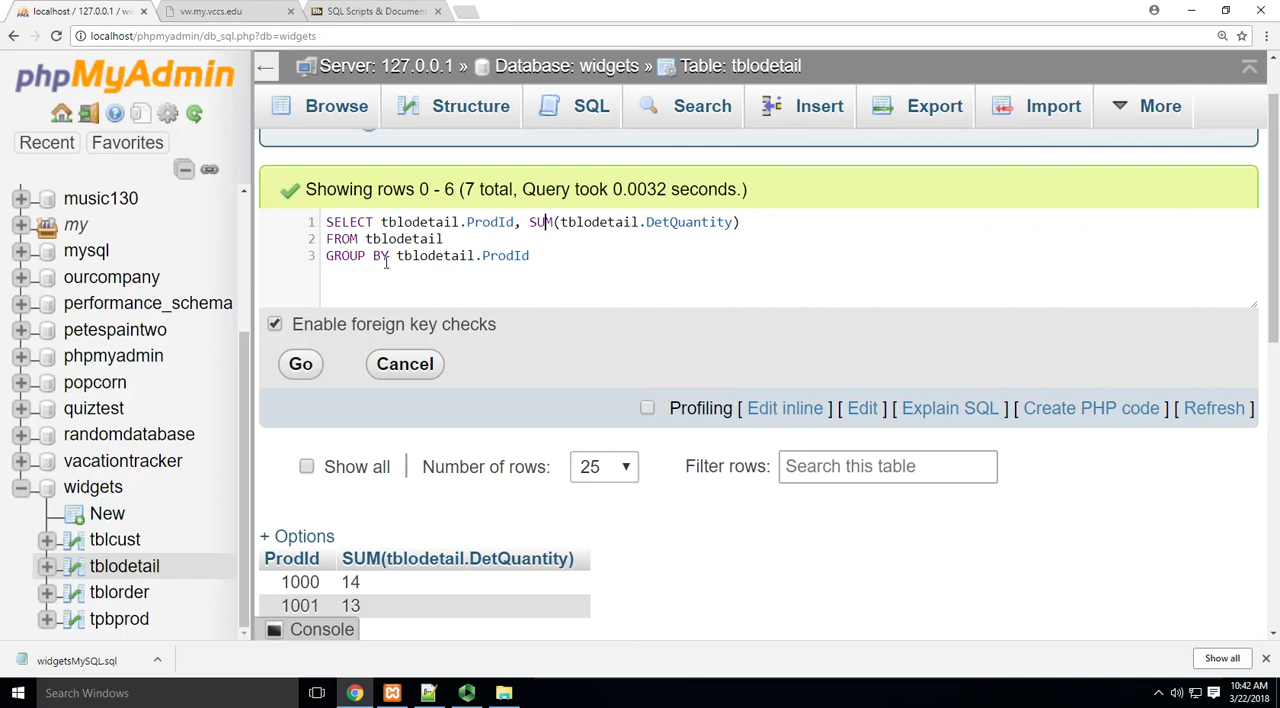 localhost / 127.0.0.1 / wi
vw.my.vccs.edu
SQL Scripts & Document
localhost/phpmyadmin/db_sql.php?db=widgets
phpMyAdmin
Recent
Favorites
music130
my
mysql
ourcompany
performance_schema
petespaintwo
phpmyadmin
popcorn
quiztest
randomdatabase
vacationtracker
widgets
New
tblcust
tblodetail
tblorder
tpbprod
Server: 127.0.0.1 » Database: widgets » Table: tblodetail
Browse
Structure
SQL
Search
Insert
Export
Import
More
Showing rows 0 - 6 (7 total, Query took 0.0032 seconds.)
1 SELECT tblodetail.ProdId, SUM(tblodetail.DetQuantity)
2 FROM tblodetail
3 GROUP BY tblodetail.ProdId
Enable foreign key checks
Go
Cancel
Profiling [ Edit inline ] [ Edit ] [ Explain SQL ] [ Create PHP code ] [ Refresh ]
Show all
Number of rows:
25
Filter rows:
Search this table
+ Options
ProdId SUM(tblodetail.DetQuantity)
1000 14
1001 13
Console
widgetsMySQL.sql
Show all
Search Windows
10:42 AM
3/22/2018